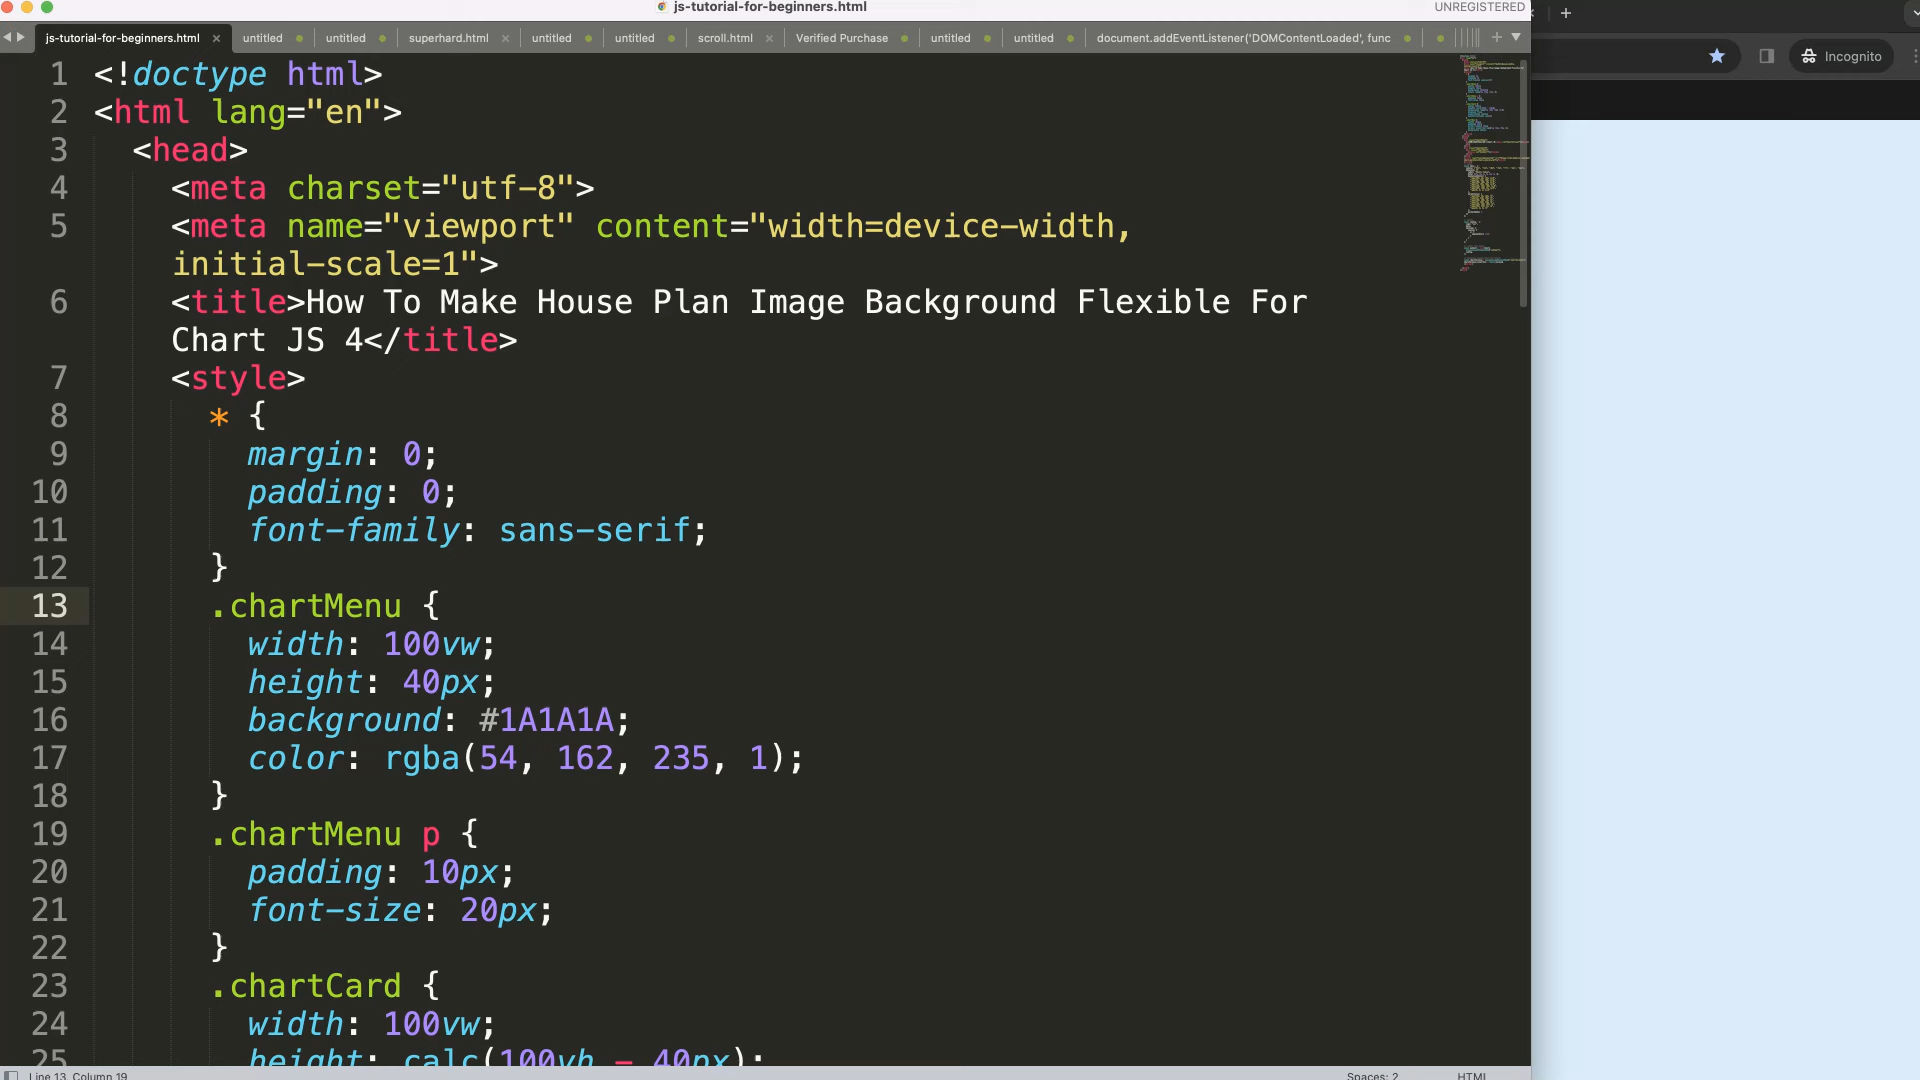 js-tutorial-for-beginners.html
UNREGISTERED
js-tutorial-for-beginners.html × untitled untitled superhard.html × untitled untitled scroll.html × Verified Purchase untitled untitled document.addEventListener('DOMContentLoaded', func
Incognito
1 <!doctype html>
2 <html lang="en">
3 <head>
4 <meta charset="utf-8">
5 <meta name="viewport" content="width=device-width,
initial-scale=1">
6 <title>How To Make House Plan Image Background Flexible For
Chart JS 4</title>
7 <style>
8 * {
9 margin: 0;
10 padding: 0;
11 font-family: sans-serif;
12 }
13 .chartMenu {
14 width: 100vw;
15 height: 40px;
16 background: #1A1A1A;
17 color: rgba(54, 162, 235, 1);
18 }
19 .chartMenu p {
20 padding: 10px;
21 font-size: 20px;
22 }
23 .chartCard {
24 width: 100vw;
25 height: calc(100vh - 40px);
Line 13, Column 19
Spaces: 2
HTML